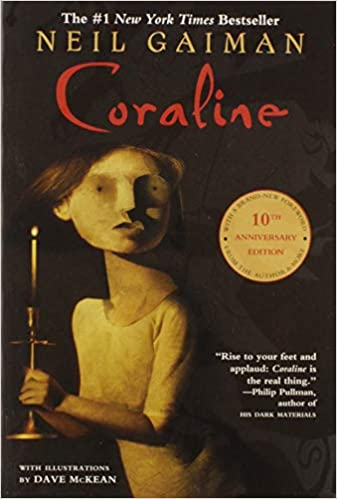 The #1 New York Times Bestseller
NEIL GAIMAN
Coraline
WITH A BRAND-NEW FOREWORD
10TH
ANNIVERSARY
EDITION
FROM THE AUTHOR & MORE
“Rise to your feet and
applaud: Coraline is
the real thing.”
—Philip Pullman,
author of
HIS DARK MATERIALS
WITH ILLUSTRATIONS
BY DAVE McKEAN